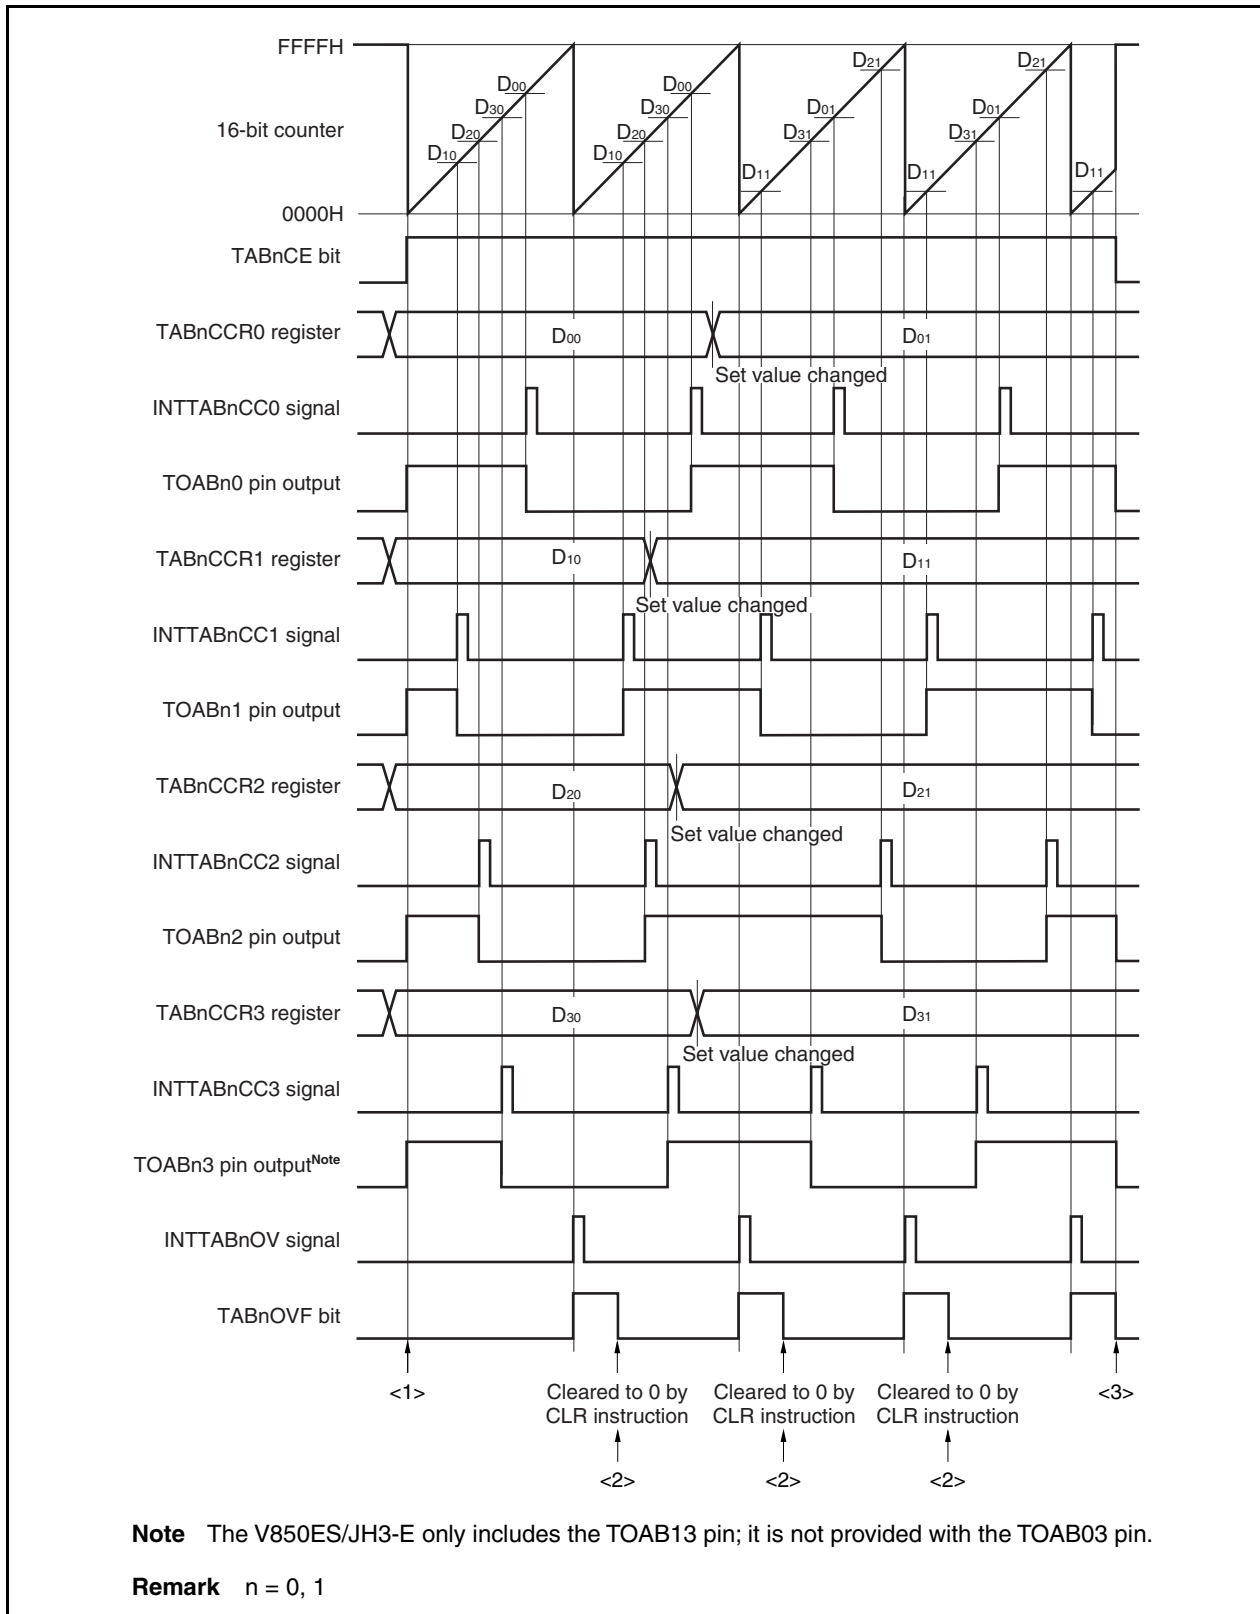 FFFFH
D21
D21
D00
D00
D30
D30
D01
D01
16-bit counter
D20
D20
D31
D31
D10
D10
D11
D11
D11
0000H
TABnCE bit
TABnCCR0 register
D00
D01
Set value changed
INTTABnCC0 signal
TOABn0 pin output
TABnCCR1 register
D10
D11
Set value changed
INTTABnCC1 signal
TOABn1 pin output
TABnCCR2 register
D20
D21
Set value changed
INTTABnCC2 signal
TOABn2 pin output
TABnCCR3 register
D30
D31
Set value changed
INTTABnCC3 signal
TOABn3 pin outputNote
INTTABnOV signal
TABnOVF bit
<1>
Cleared to 0 by
CLR instruction
Cleared to 0 by
CLR instruction
Cleared to 0 by
CLR instruction
<3>
<2>
<2>
<2>
Note The V850ES/JH3-E only includes the TOAB13 pin; it is not provided with the TOAB03 pin.
Remark n = 0, 1